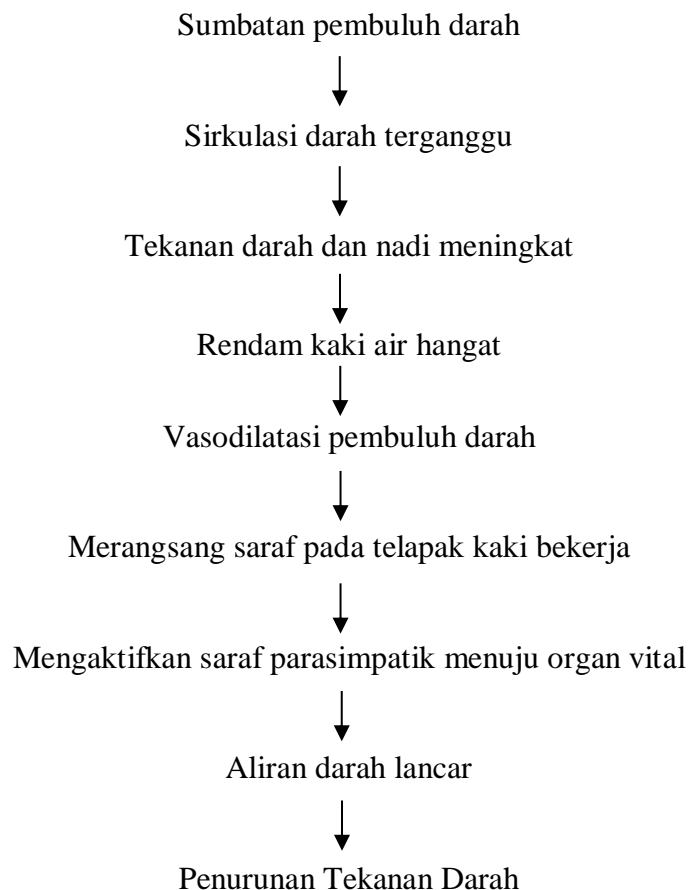 Sumbatan pembuluh darah
Sirkulasi darah terganggu
Tekanan darah dan nadi meningkat
Rendam kaki air hangat
Vasodilatasi pembuluh darah
Merangsang saraf pada telapak kaki bekerja
Mengaktifkan saraf parasimpatik menuju organ vital
Aliran darah lancar
Penurunan Tekanan Darah